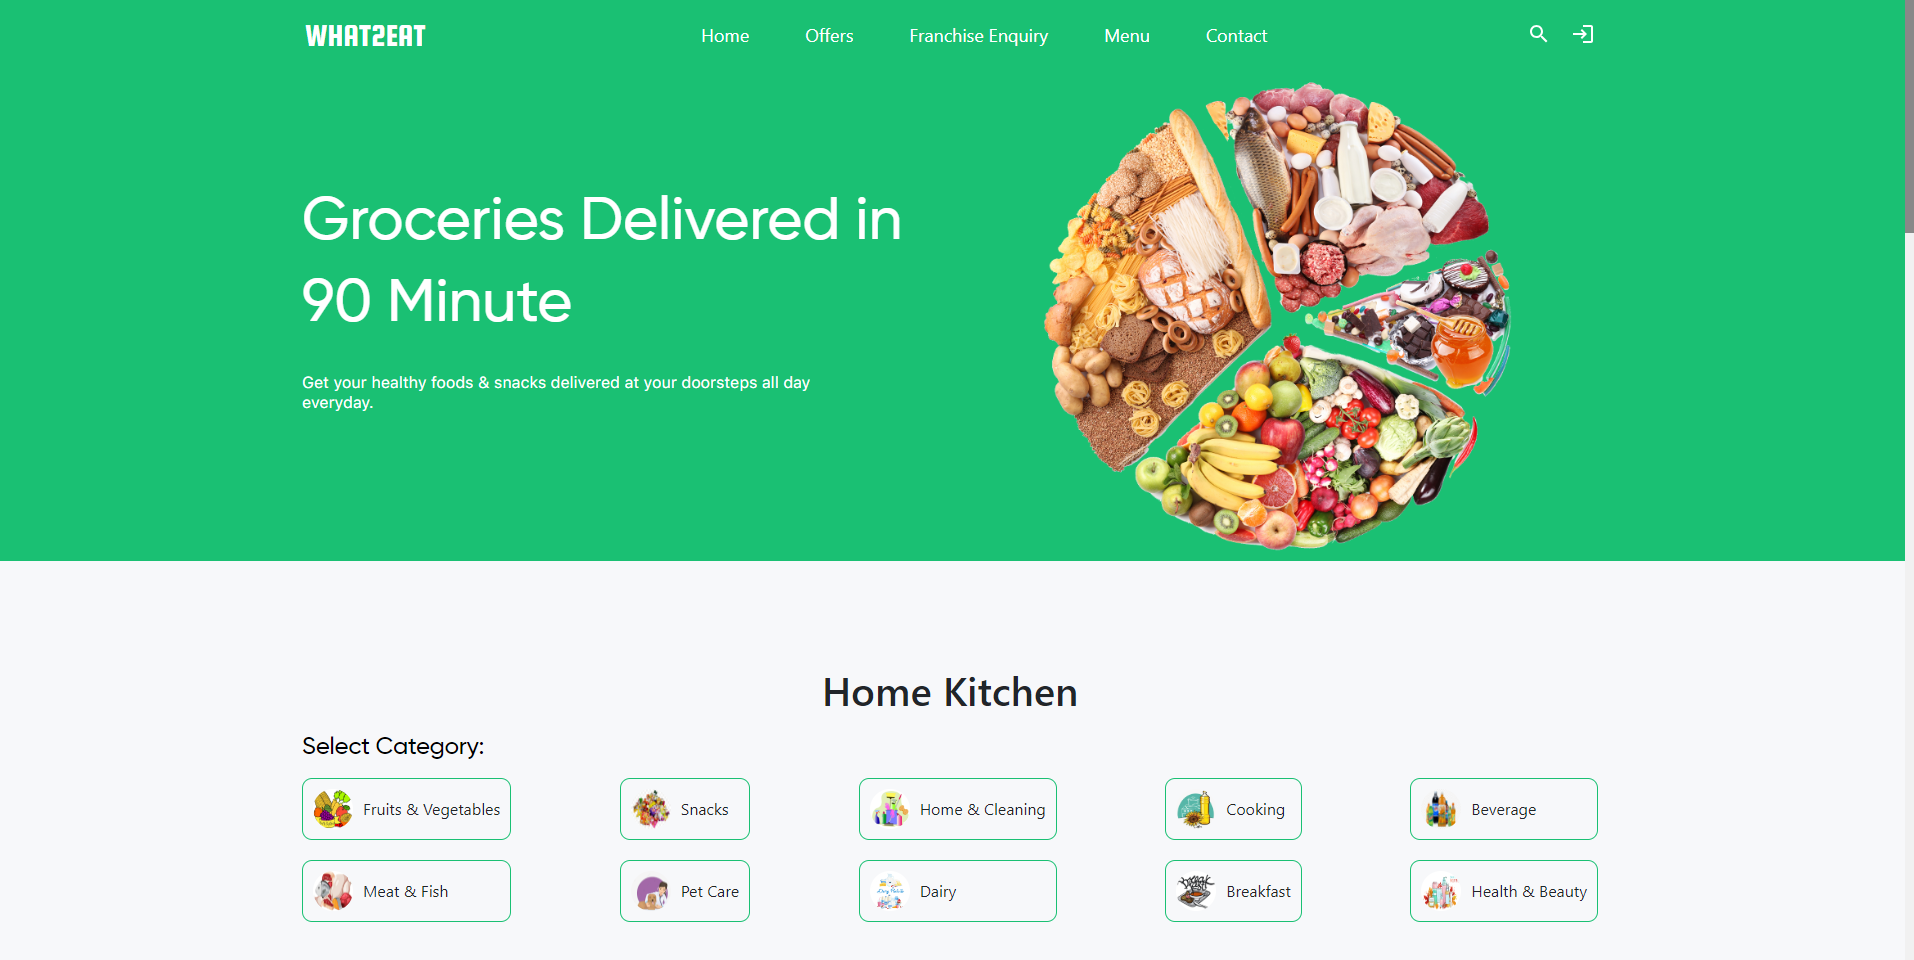 WHAT2EAT
Home
Offers
Franchise Enquiry
Menu
Contact
Groceries Delivered in
90 Minute
Get your healthy foods & snacks delivered at your doorsteps all day
everyday.
Home Kitchen
Select Category:
Fruits & Vegetables
Snacks
Home & Cleaning
Cooking
Beverage
Meat & Fish
Pet Care
Dairy
Breakfast
Health & Beauty